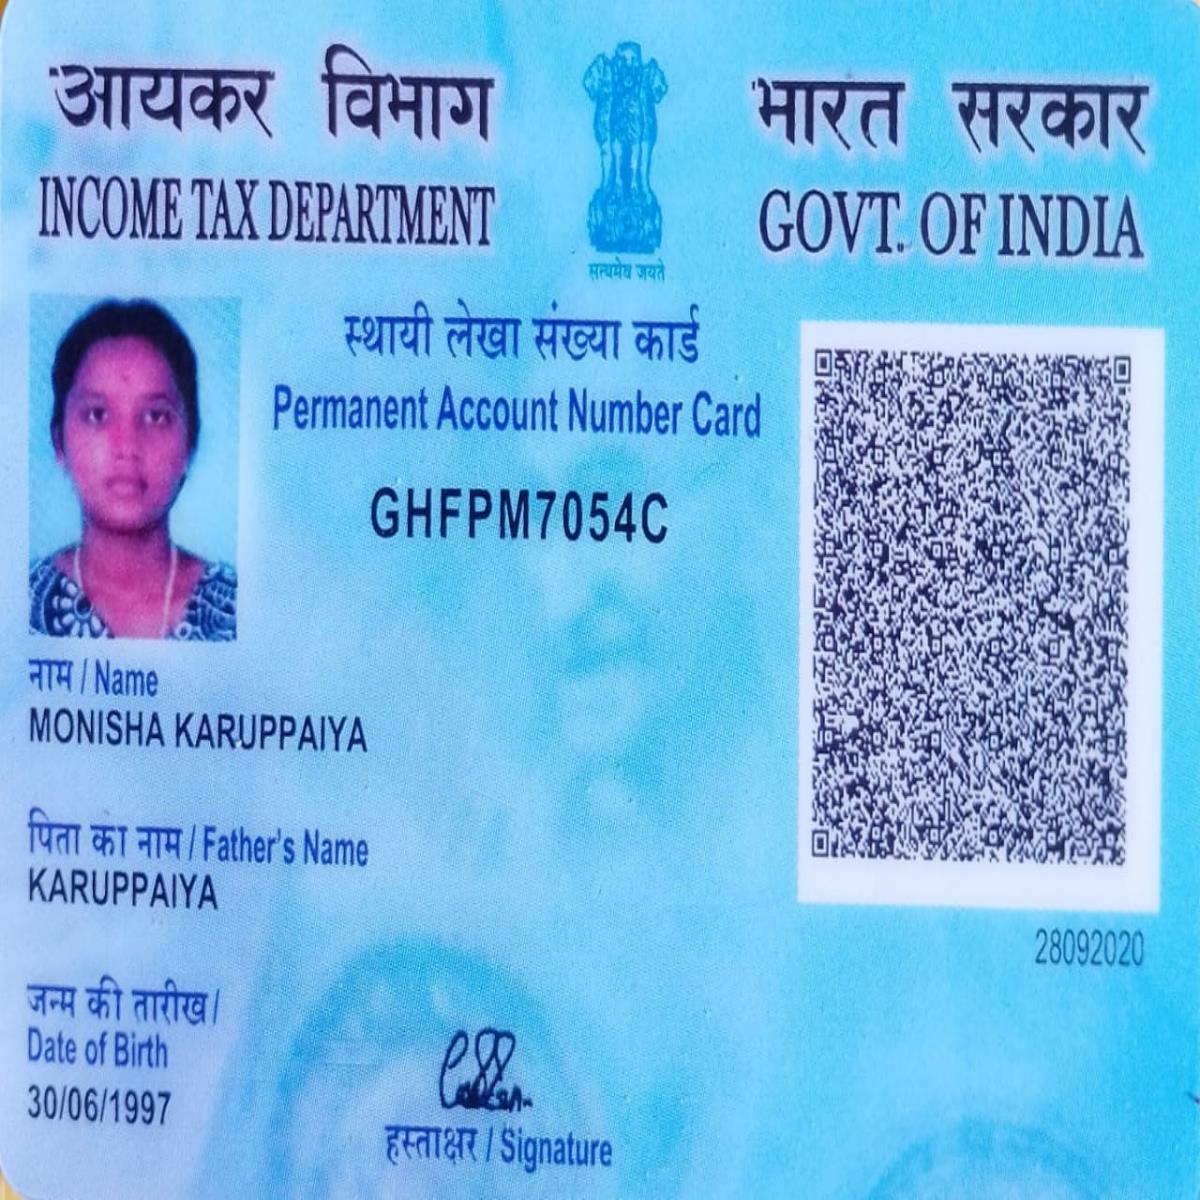 आयकर विभाग
INCOME TAX DEPARTMENT
सत्यमेव जयते
भारत सरकार
GOVT. OF INDIA
स्थायी लेखा संख्या कार्ड
Permanent Account Number Card
GHFPM7054C
नाम / Name
MONISHA KARUPPAIYA
पिता का नाम / Father's Name
KARUPPAIYA
28092020
जन्म की तारीख /
Date of Birth
30/06/1997
हस्ताक्षर / Signature